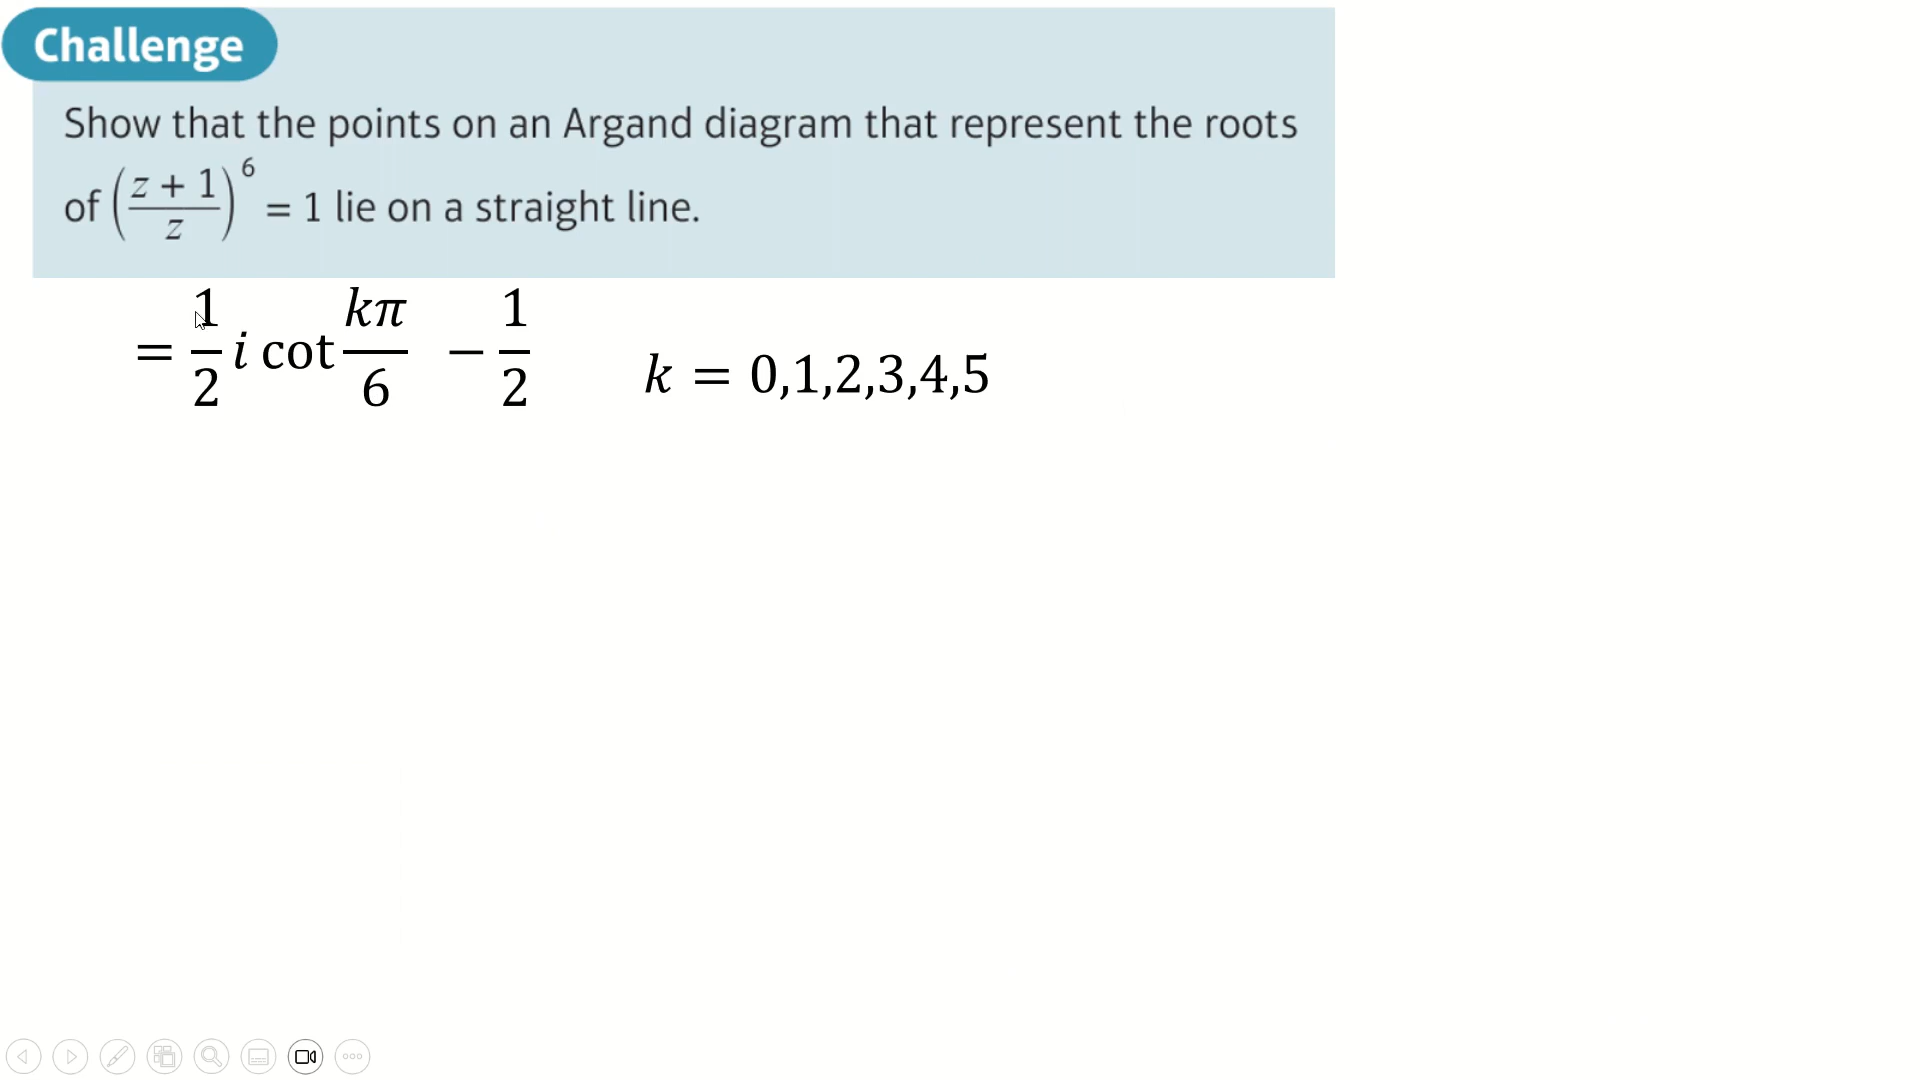 Challenge
Show that the points on an Argand diagram that represent the roots
of ((z + 1)/z)^6 = 1 lie on a straight line.
= 1/2 i cot kπ/6 − 1/2    k = 0,1,2,3,4,5